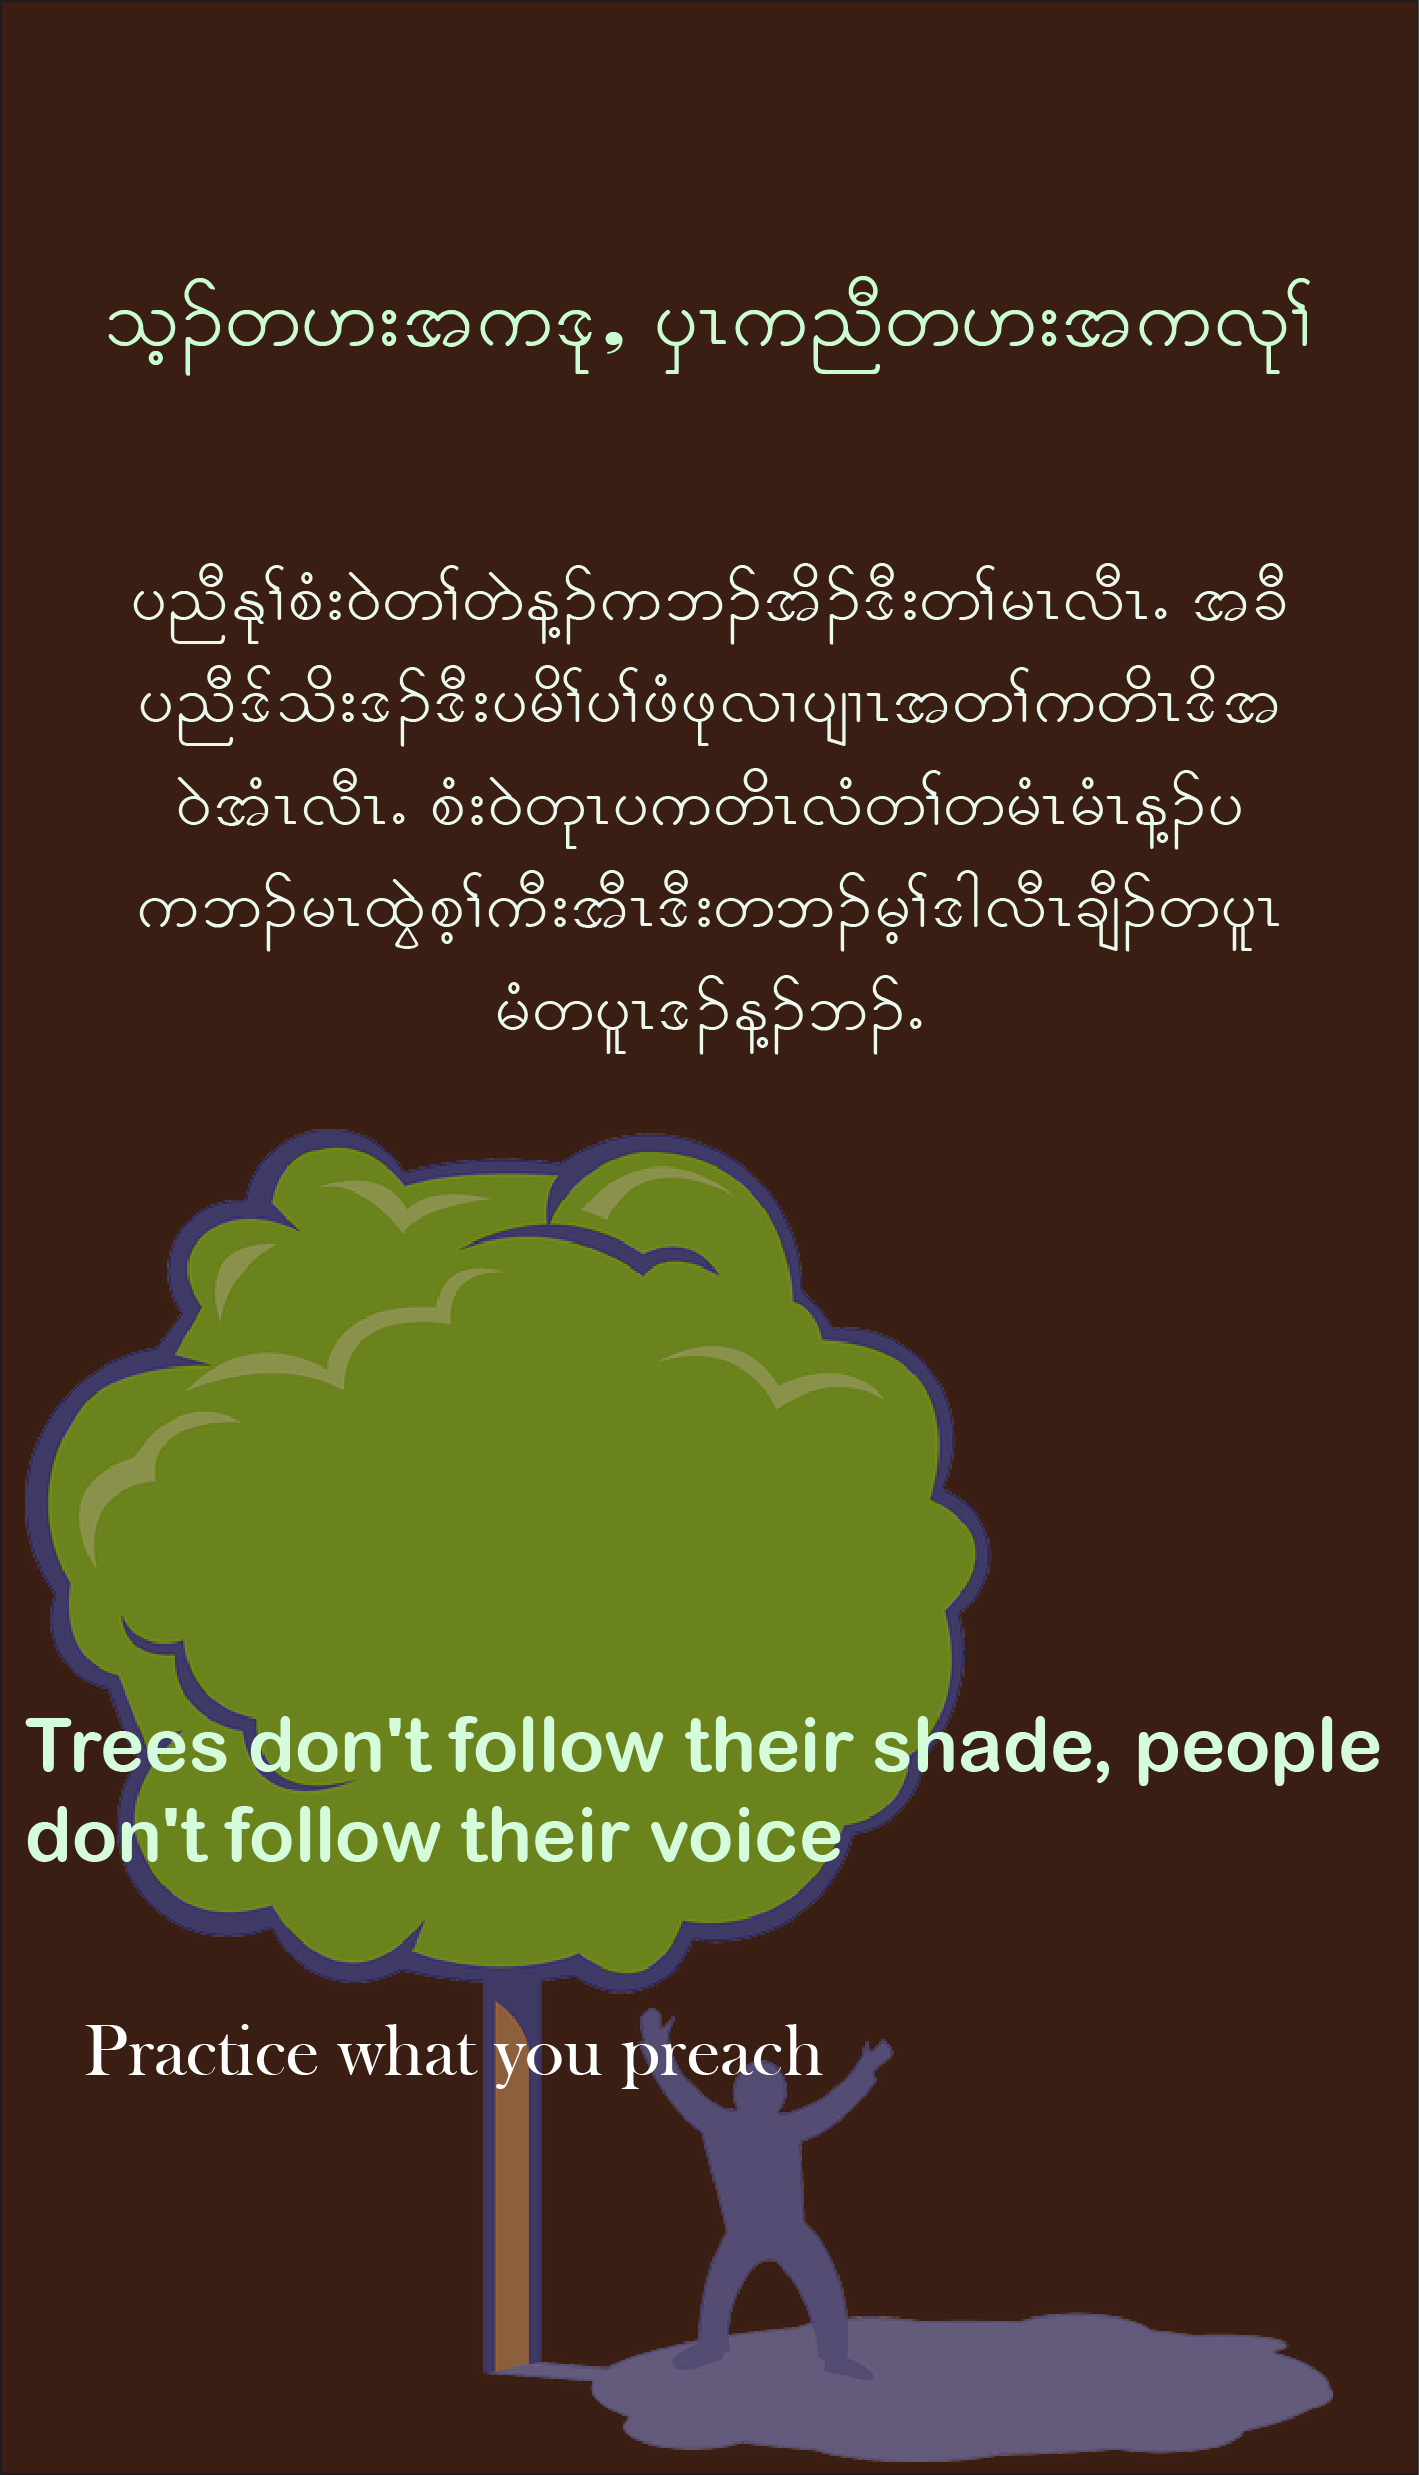 သ့ၣ်တဟးအကဒု, ပှၤကညီတဟးအကလုၢ်
ပညီနုၢ်စံးဝဲတၢ်တဲန့ၣ်ကဘၣ်အိၣ်ဒီးတၢ်မၤလီၤ. အခီ
ပညီဒ်သိးဒၣ်ဒီးပမိၢ်ပၢ်ဖံဖုလၢပျၢၤအတၢ်ကတိၤဒိအ
ဝဲအံၤလီၤ. စံးဝဲတုၤပကတိၤလံတၢ်တမံၤမံၤန့ၣ်ပ
ကဘၣ်မၤထွဲစ့ၢ်ကီးအီၤဒီးတဘၣ်မ့ၢ်ဒါလီၤချီၣ်တပူၤ
မံတပူၤဒၣ်န့ၣ်ဘၣ်.
Trees don't follow their shade, people
don't follow their voice
Practice what you preach